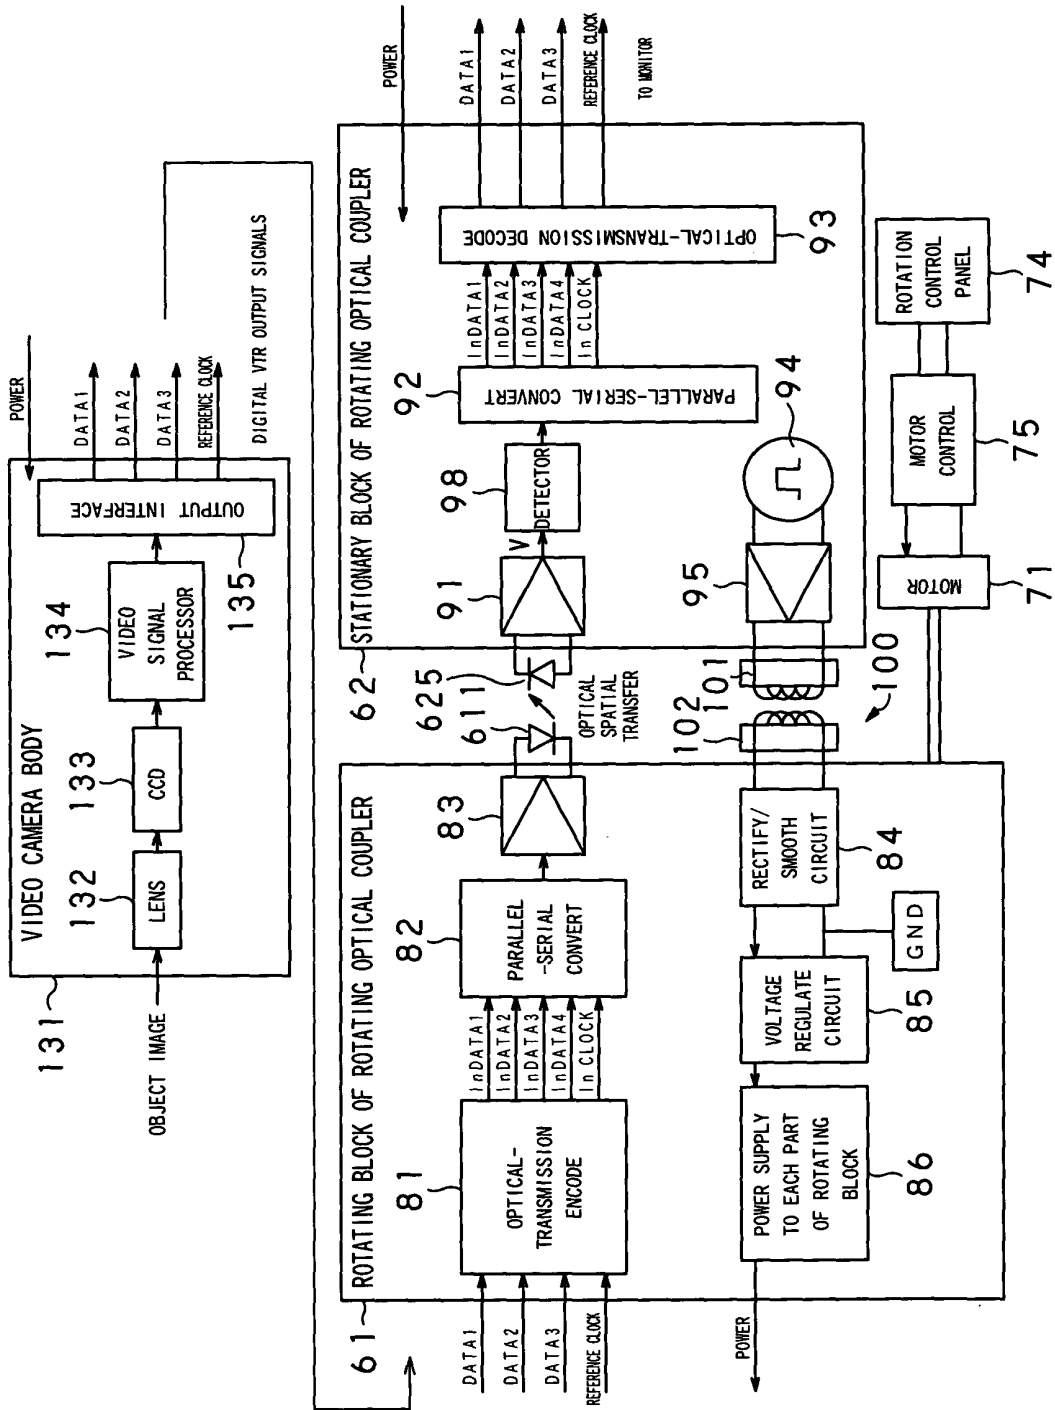 VIDEO CAMERA BODY
131
OBJECT IMAGE
LENS
132
CCD
133
VIDEO
SIGNAL
PROCESSOR
134
OUTPUT INTERFACE
135
POWER
DATA1
DATA2
DATA3
REFERENCE CLOCK
DIGITAL VTR OUTPUT SIGNALS
61
ROTATING BLOCK OF ROTATING OPTICAL COUPLER
DATA1
DATA2
DATA3
REFERENCE CLOCK
81
OPTICAL-
TRANSMISSION
ENCODE
InDATA1
InDATA2
InDATA3
InDATA4
InCLOCK
82
PARALLEL
-SERIAL
CONVERT
83
611
625
OPTICAL
SPATIAL
TRANSFER
62
STATIONARY BLOCK OF ROTATING OPTICAL COUPLER
91
V
DETECTOR
98
92
PARALLEL-SERIAL CONVERT
InDATA1
InDATA2
InDATA3
InDATA4
InCLOCK
OPTICAL-TRANSMISSION DECODE
93
POWER
DATA1
DATA2
DATA3
REFERENCE CLOCK
TO MONITOR
POWER
POWER SUPPLY
TO EACH PART
OF ROTATING
BLOCK
86
VOLTAGE
REGULATE
CIRCUIT
85
GND
RECTIFY/
SMOOTH
CIRCUIT
84
102
101
100
95
94
MOTOR
71
MOTOR
CONTROL
75
ROTATION
CONTROL
PANEL
74